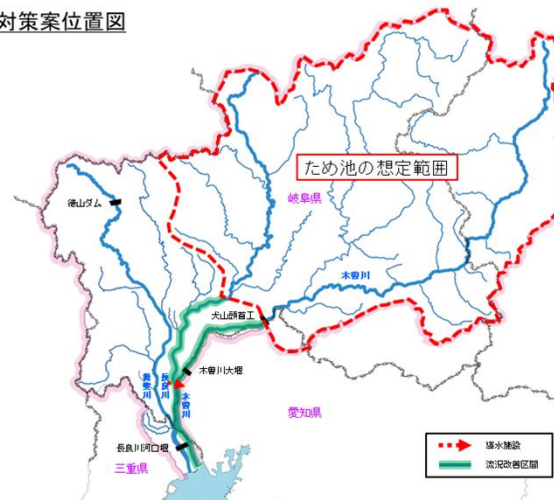 対策案位置図
ため池の想定範囲
岐阜県
徳山ダム
木曽川
犬山頭首工
木曽川大堰
揖斐川
長良川
木曽川
愛知県
長良川河口堰
三重県
導水施設
流況改善区間